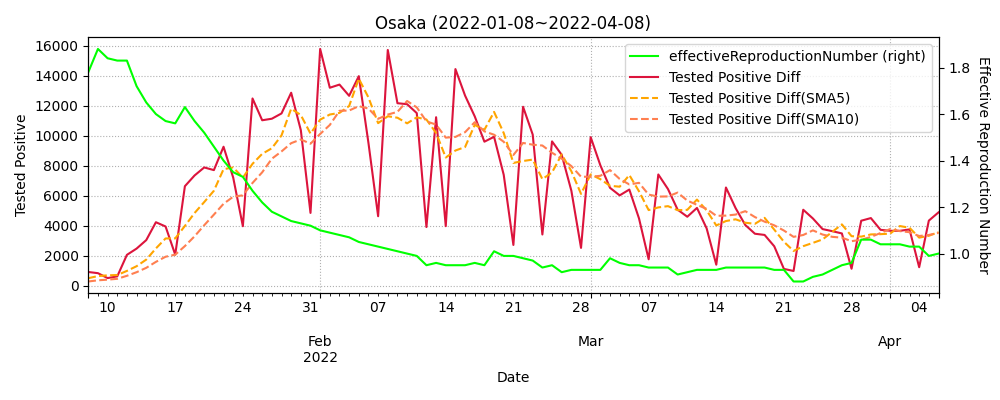 Osaka (2022-01-08~2022-04-08)
effectiveReproductionNumber (right)
Tested Positive Diff
Tested Positive Diff(SMA5)
Tested Positive Diff(SMA10)
Tested Positive
16000
14000
12000
10000
8000
6000
4000
2000
0
Effective Reproduction Number
1.8
1.6
1.4
1.2
1.0
10 17 24 31 07 14 21 28 07 14 21 28 04
Feb Mar Apr
2022
Date